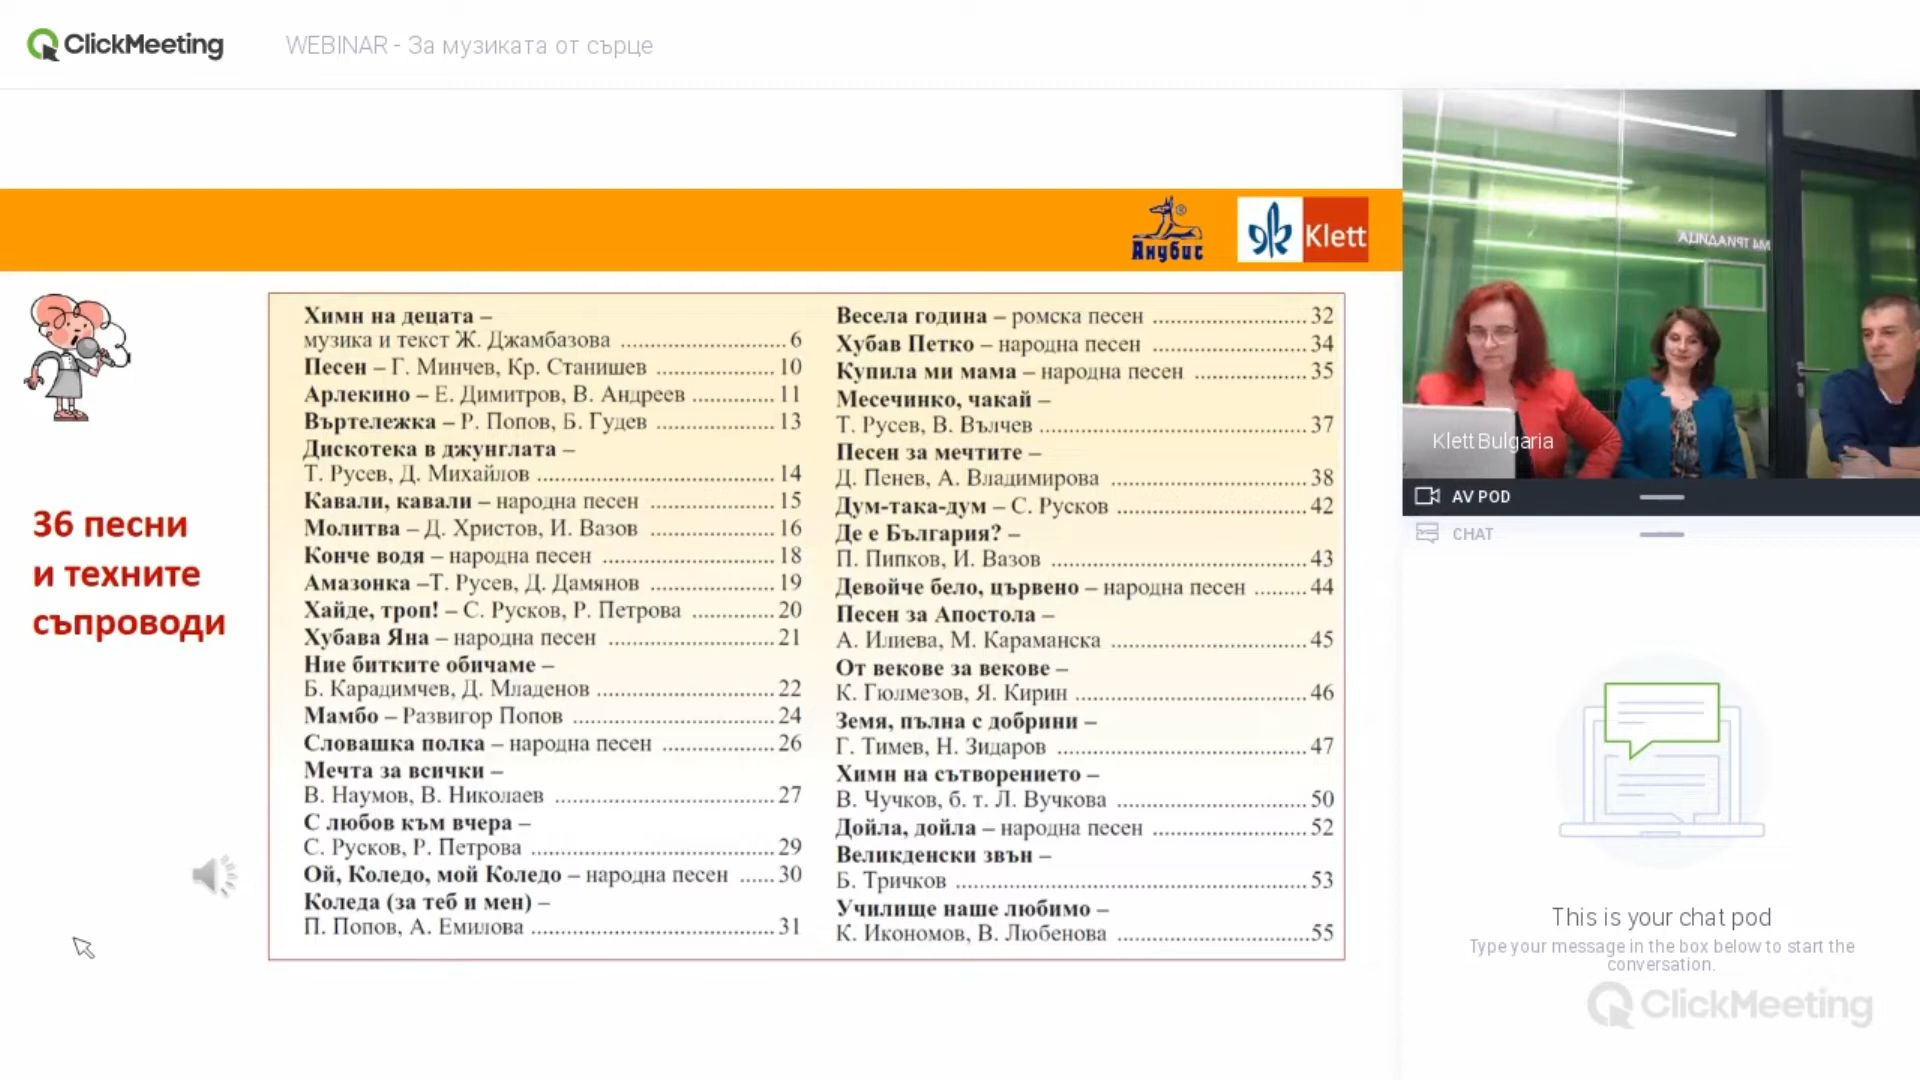 ClickMeeting
WEBINAR - За музиката от сърце
Анубис
Klett
36 песни
и техните
съпроводи
Химн на децата –
музика и текст Ж. Джамбазова ........................... 6
Песен – Г. Минчев, Кр. Станишев ..................... 10
Арлекино – Е. Димитров, В. Андреев .............. 11
Въртележка – Р. Попов, Б. Гудев ..................... 13
Дискотека в джунглата –
Т. Русев, Д. Михайлов ...................................... 14
Кавали, кавали – народна песен ..................... 15
Молитва – Д. Христов, И. Вазов ..................... 16
Конче водя – народна песен ............................ 18
Амазонка –Т. Русев, Д. Дамянов ..................... 19
Хайде, троп! – С. Русков, Р. Петрова .............. 20
Хубава Яна – народна песен ........................... 21
Ние битките обичаме –
Б. Карадимчев, Д. Младенов ............................. 22
Мамбо – Развигор Попов ................................ 24
Словашка полка – народна песен ................... 26
Мечта за всички –
В. Наумов, В. Николаев .................................... 27
С любов към вчера –
С. Русков, Р. Петрова ....................................... 29
Ой, Коледо, мой Коледо – народна песен ...... 30
Коледа (за теб и мен) –
П. Попов, А. Емилова ....................................... 31
Весела година – ромска песен .......................... 32
Хубав Петко – народна песен .......................... 34
Купила ми мама – народна песен ..................... 35
Месечинко, чакай –
Т. Русев, В. Вълчев ............................................ 37
Песен за мечтите –
Д. Пенев, А. Владимирова .................................. 38
Дум-така-дум – С. Русков ................................ 42
Де е България? –
П. Пипков, И. Вазов .......................................... 43
Девойче бело, цървено – народна песен ........ 44
Песен за Апостола –
А. Илиева, М. Караманска ................................. 45
От векове за векове –
К. Гюлмезов, Я. Кирин ...................................... 46
Земя, пълна с добрини –
Г. Тимев, Н. Зидаров ......................................... 47
Химн на сътворението –
В. Чучков, б. т. Л. Вучкова ................................ 50
Дойла, дойла – народна песен .......................... 52
Великденски звън –
Б. Тричков .......................................................... 53
Училище наше любимо –
К. Икономов, В. Любенова ................................ 55
М4 ТРИАДИЦА
Klett Bulgaria
AV POD
CHAT
This is your chat pod
Type your message in the box below to start the
conversation.
ClickMeeting